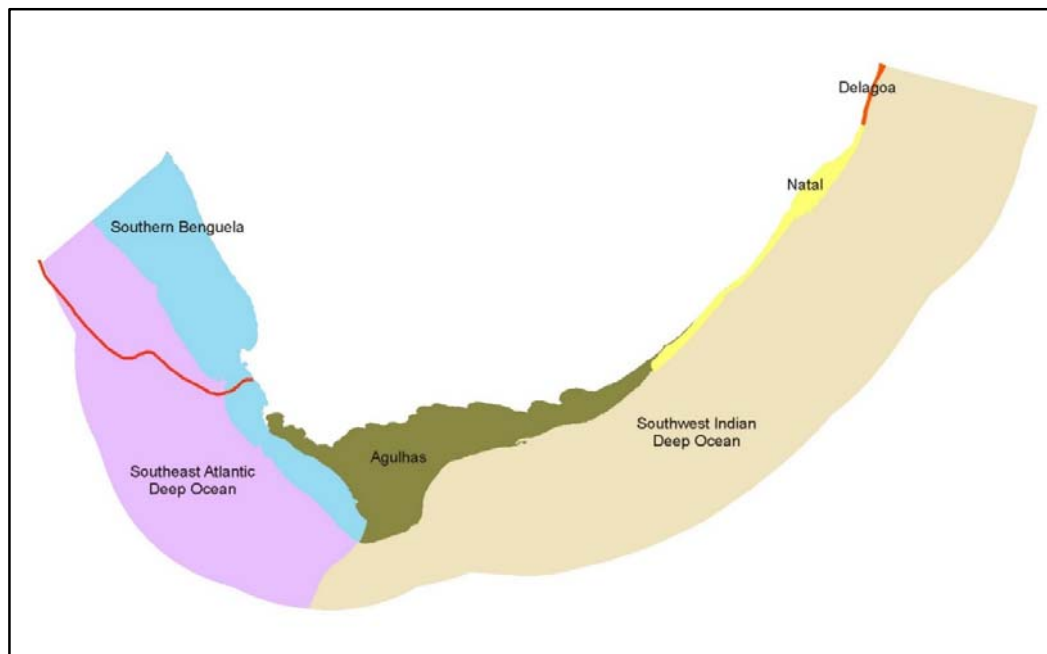 Delagoa
Natal
Southern Benguela
Southwest Indian
Deep Ocean
Agulhas
Southeast Atlantic
Deep Ocean